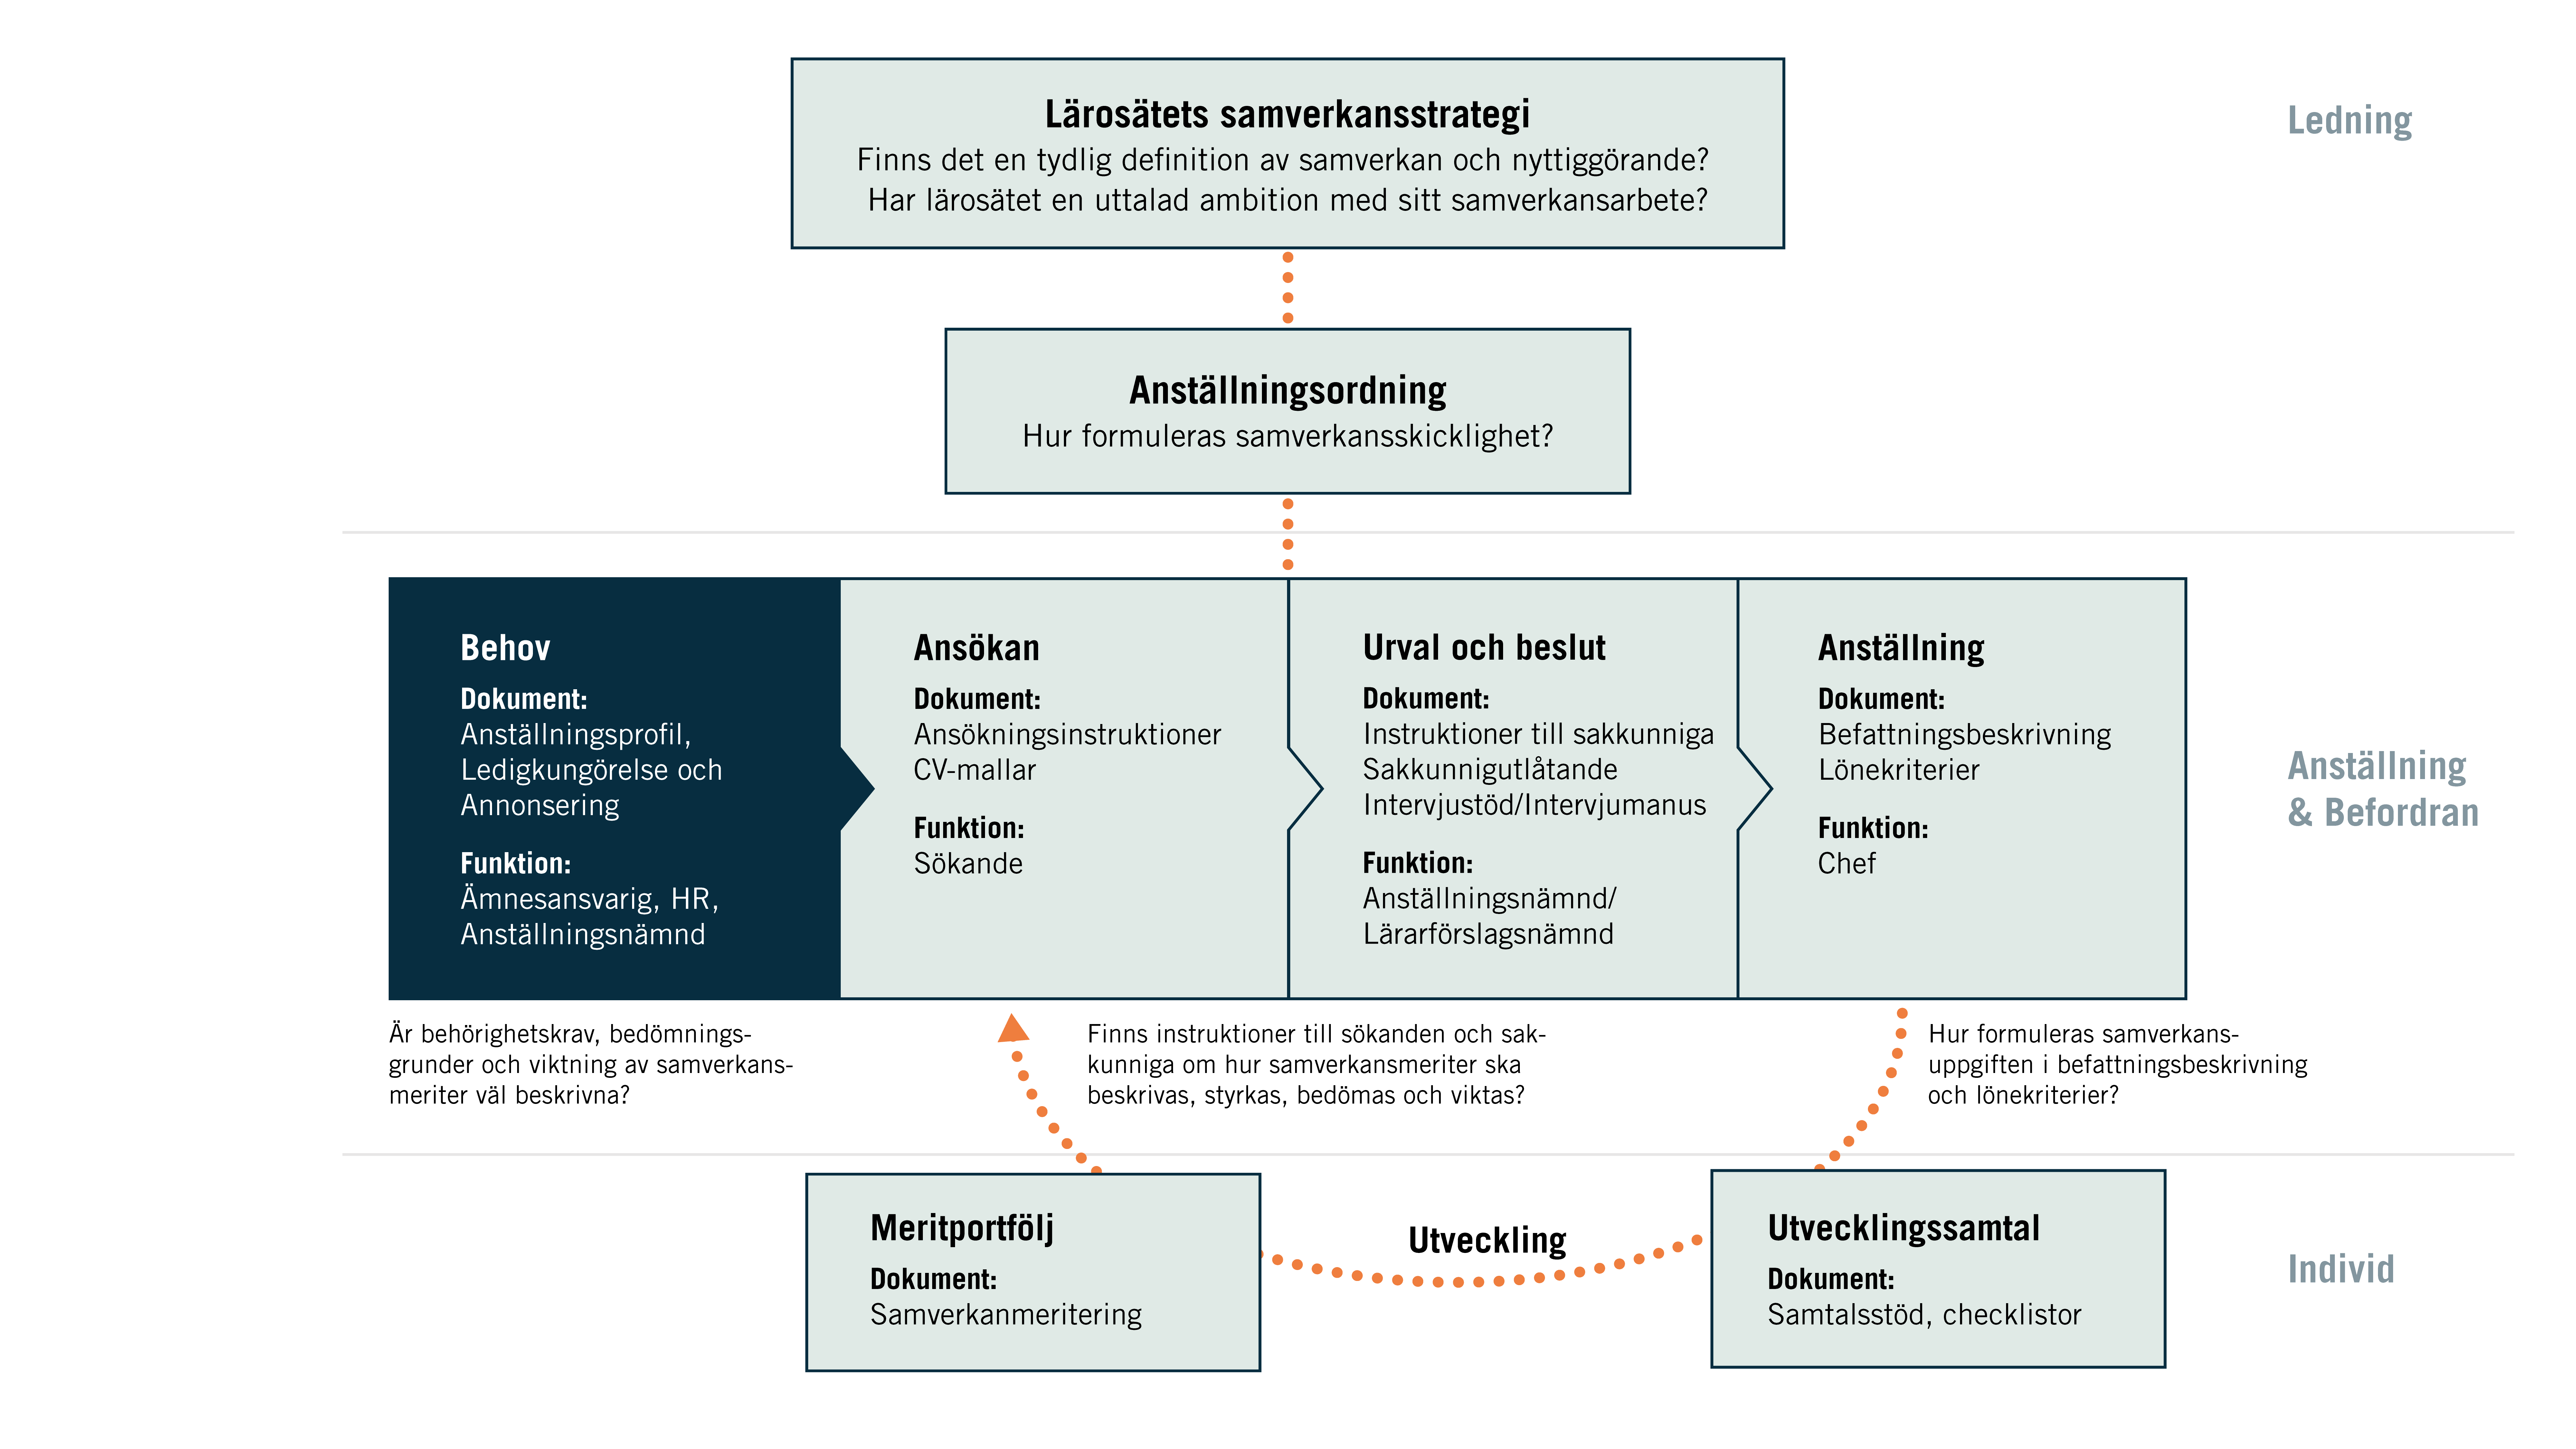 Lärosätets samverkansstrategi
Finns det en tydlig definition av samverkan och nyttiggörande?
Har lärosätet en uttalad ambition med sitt samverkansarbete?
Ledning
Anställningsordning
Hur formuleras samverkansskicklighet?
Behov
Dokument:
Anställningsprofil,
Ledigkungörelse och
Annonsering
Funktion:
Ämnesansvarig, HR,
Anställningsnämnd
Ansökan
Dokument:
Ansökningsinstruktioner
CV-mallar
Funktion:
Sökande
Urval och beslut
Dokument:
Instruktioner till sakkunniga
Sakkunnigutlåtande
Intervjustöd/Intervjumanus
Funktion:
Anställningsnämnd/
Lärarförslagsnämnd
Anställning
Dokument:
Befattningsbeskrivning
Lönekriterier
Funktion:
Chef
Anställning
& Befordran
Är behörighetskrav, bedömnings-
grunder och viktning av samverkans-
meriter väl beskrivna?
Finns instruktioner till sökanden och sak-
kunniga om hur samverkansmeriter ska
beskrivas, styrkas, bedömas och viktas?
Hur formuleras samverkans-
uppgiften i befattningsbeskrivning
och lönekriterier?
Meritportfölj
Dokument:
Samverkanmeritering
Utveckling
Utvecklingssamtal
Dokument:
Samtalsstöd, checklistor
Individ